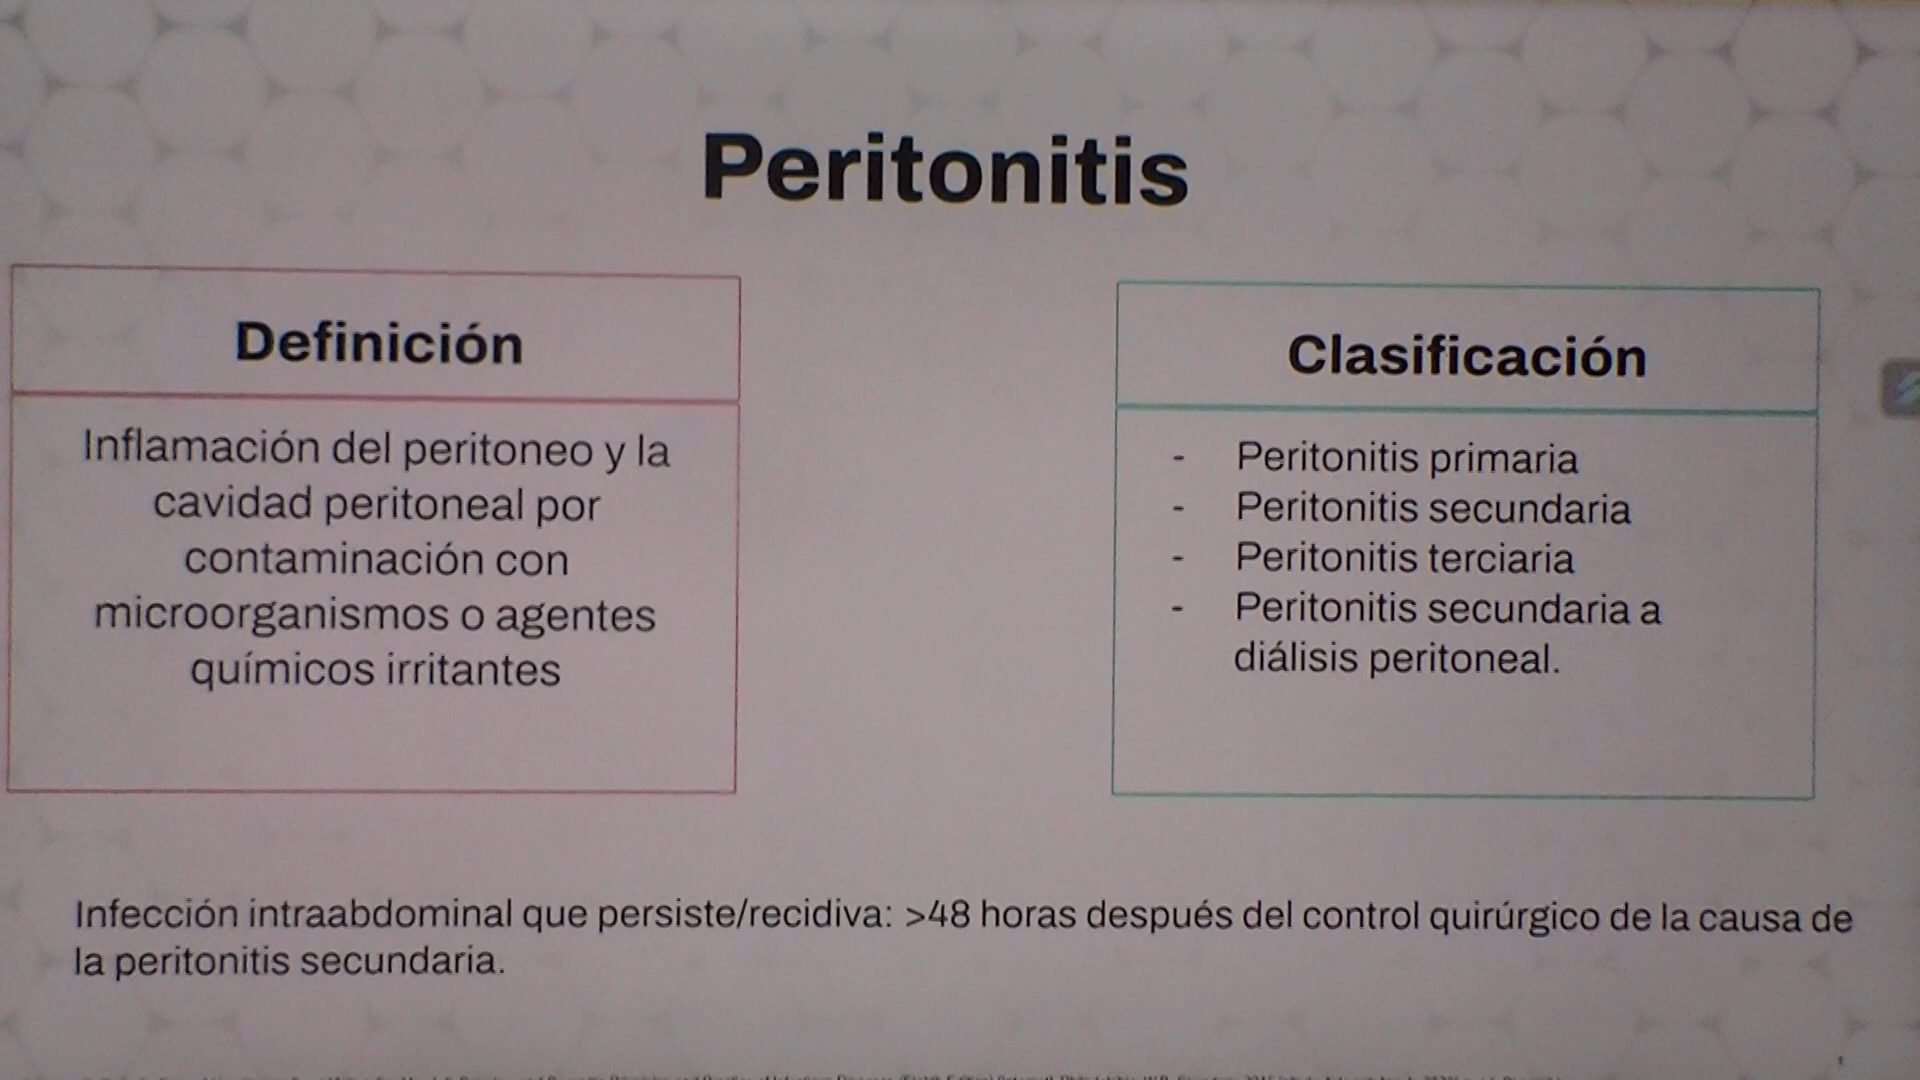 Peritonitis
Definición
Inflamación del peritoneo y la
cavidad peritoneal por
contaminación con
microorganismos o agentes
químicos irritantes
Clasificación
- Peritonitis primaria
- Peritonitis secundaria
- Peritonitis terciaria
- Peritonitis secundaria a
diálisis peritoneal.
Infección intraabdominal que persiste/recidiva: >48 horas después del control quirúrgico de la causa de
la peritonitis secundaria.
1